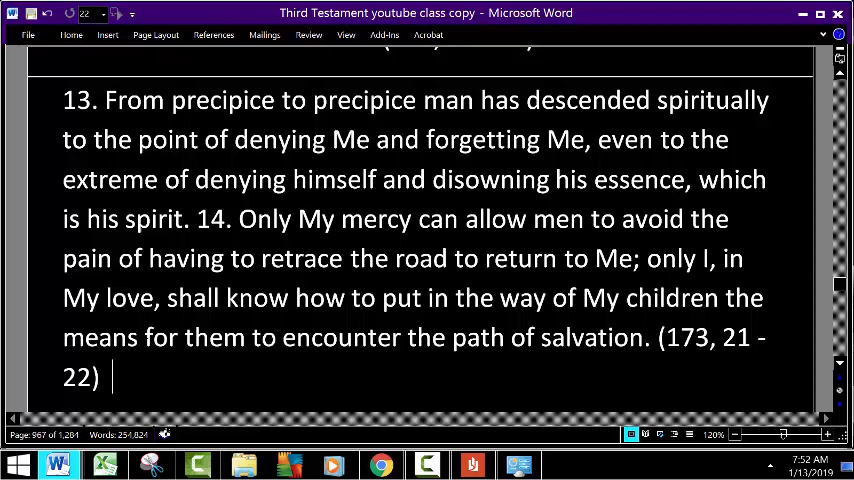 22
Third Testament youtube class copy - Microsoft Word
File Home Insert Page Layout References Mailings Review View Add-Ins Acrobat
13. From precipice to precipice man has descended spiritually
to the point of denying Me and forgetting Me, even to the
extreme of denying himself and disowning his essence, which
is his spirit. 14. Only My mercy can allow men to avoid the
pain of having to retrace the road to return to Me; only I, in
My love, shall know how to put in the way of My children the
means for them to encounter the path of salvation. (173, 21 -
22)
Page: 967 of 1,284 Words: 254,824 120%
7:52 AM
1/13/2019